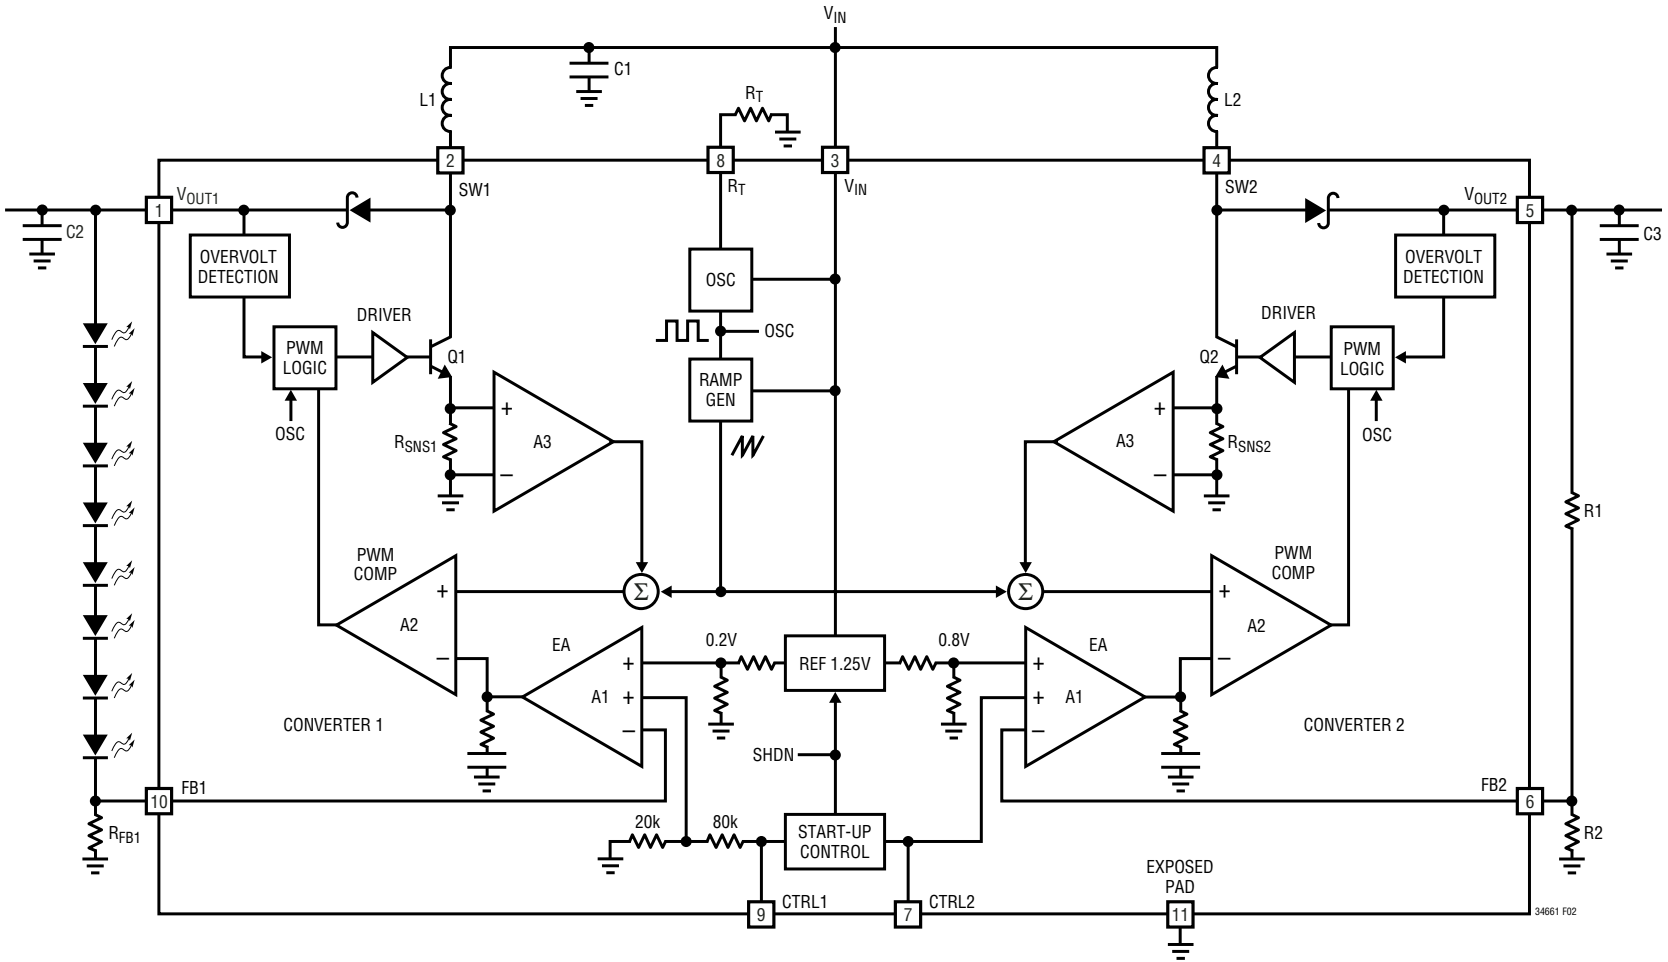 VIN
C1
L1
RT
L2
2
8
3
4
SW1
RT
VIN
SW2
1
VOUT1
VOUT2
5
C2
C3
OVERVOLT
DETECTION
OSC
OVERVOLT
DETECTION
DRIVER
DRIVER
OSC
PWM
LOGIC
Q1
Q2
PWM
LOGIC
RAMP
GEN
OSC
OSC
RSNS1
+
–
A3
+
–
A3
RSNS2
R1
PWM
COMP
PWM
COMP
Σ
Σ
+
–
A2
+
–
A2
EA
0.2V
REF 1.25V
0.8V
EA
+
+
–
A1
+
+
–
A1
CONVERTER 1
CONVERTER 2
SHDN
10
FB1
FB2
6
RFB1
20k
80k
START-UP
CONTROL
R2
EXPOSED
PAD
9
CTRL1
7
CTRL2
11
34661 F02